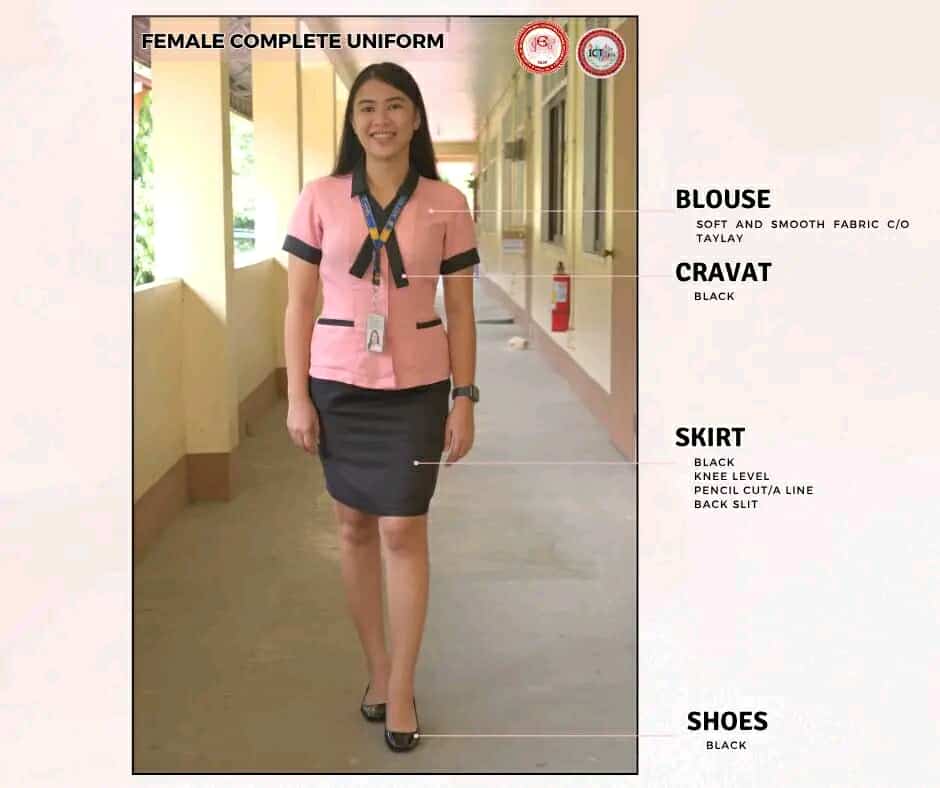 FEMALE COMPLETE UNIFORM
ICT
BLOUSE
SOFT AND SMOOTH FABRIC C/O
TAYLAY
CRAVAT
BLACK
SKIRT
BLACK
KNEE LEVEL
PENCIL CUT/A LINE
BACK SLIT
SHOES
BLACK